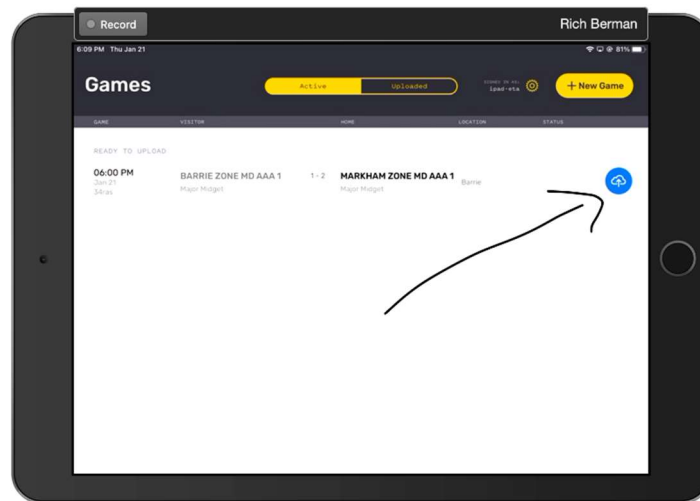 Record
Rich Berman
6:09 PM Thu Jan 21
81%
Games
Active
Uploaded
ipad-eta
+ New Game
GAME
VISITOR
HOME
LOCATION
STATUS
READY TO UPLOAD
06:00 PM
BARRIE ZONE MD AAA 1
1 - 2
MARKHAM ZONE MD AAA 1
Barrie
Jan 21
Major Midget
Major Midget
34ras